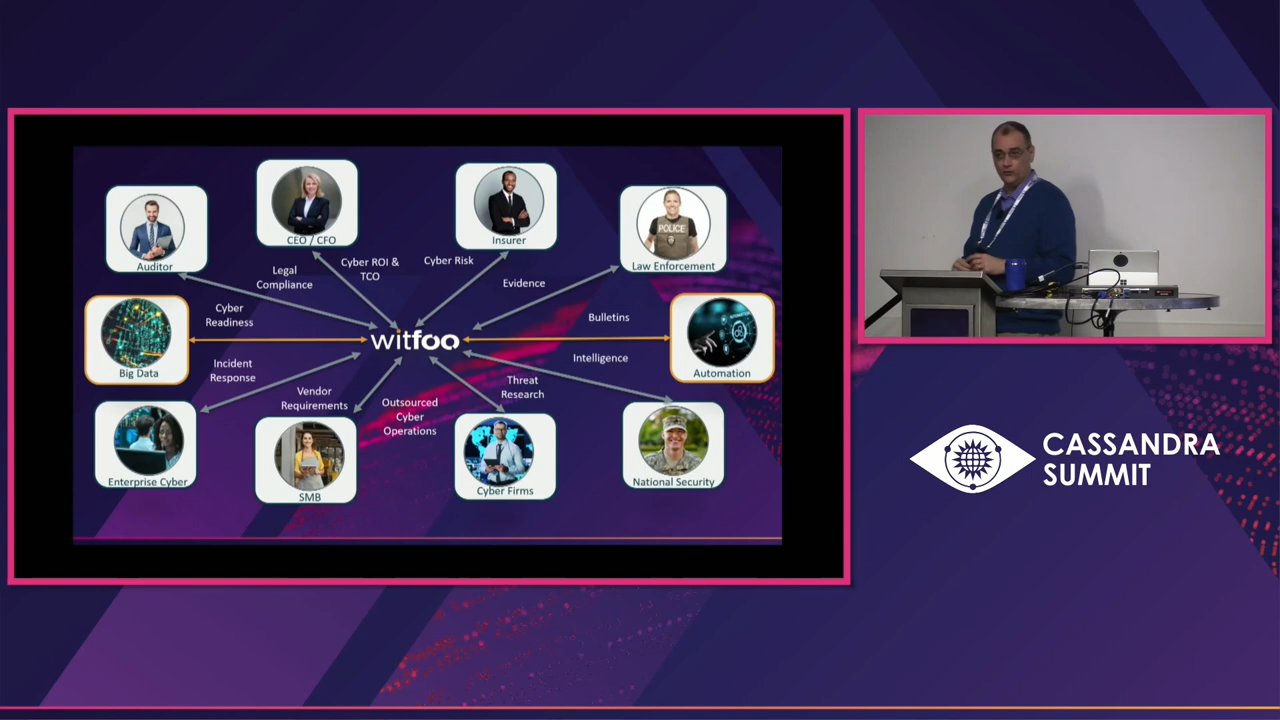 CEO / CFO
Insurer
Auditor
POLICE
Law Enforcement
Legal
Compliance
Cyber ROI &
TCO
Cyber Risk
Evidence
Cyber
Readiness
Bulletins
witfoo
Big Data
Automation
Incident
Response
Intelligence
Vendor
Requirements
Outsourced
Cyber
Operations
Threat
Research
Enterprise Cyber
SMB
Cyber Firms
National Security
CASSANDRA
SUMMIT